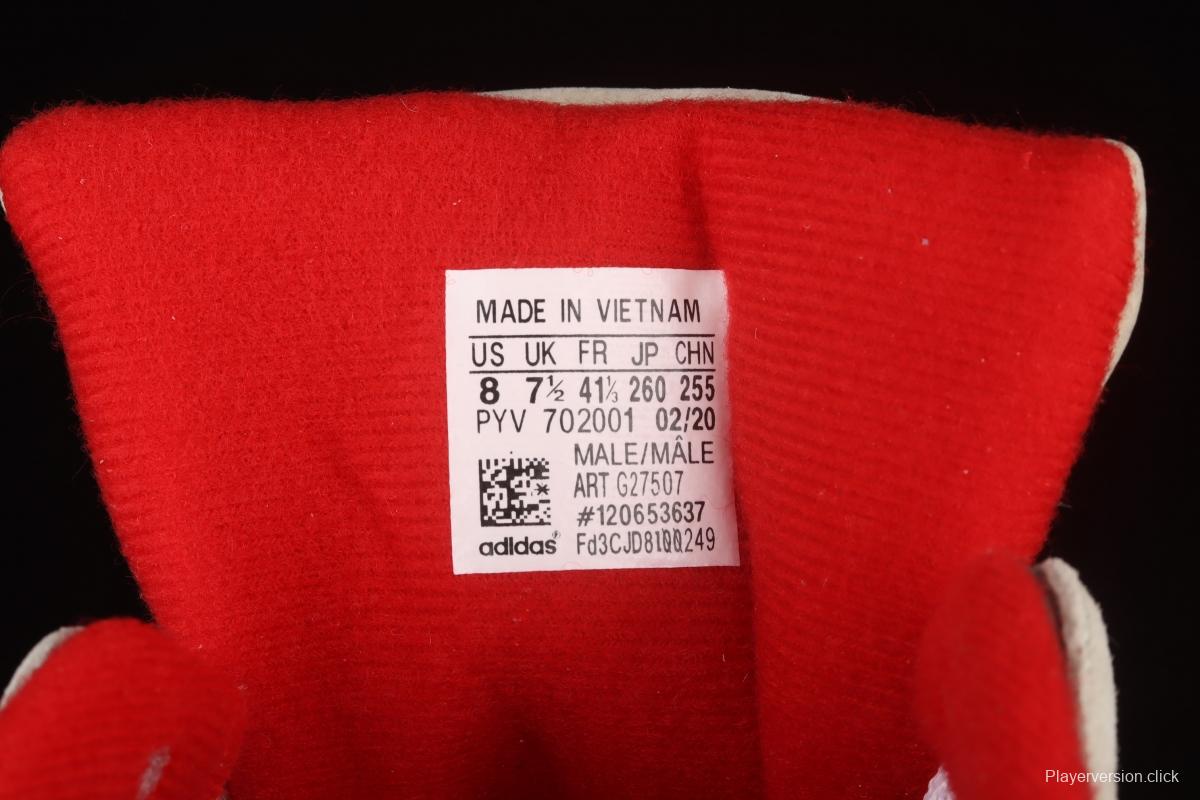 MADE IN VIETNAM
US UK FR JP CHN
8 7½ 41⅓ 260 255
PYV 702001 02/20
MALE/MÂLE
ART G27507
#120653637
adidas
Playerversion.click